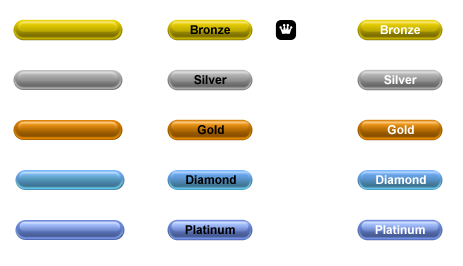 Bronze Bronze
Silver Silver
Gold Gold
Diamond Diamond
Platinum Platinum